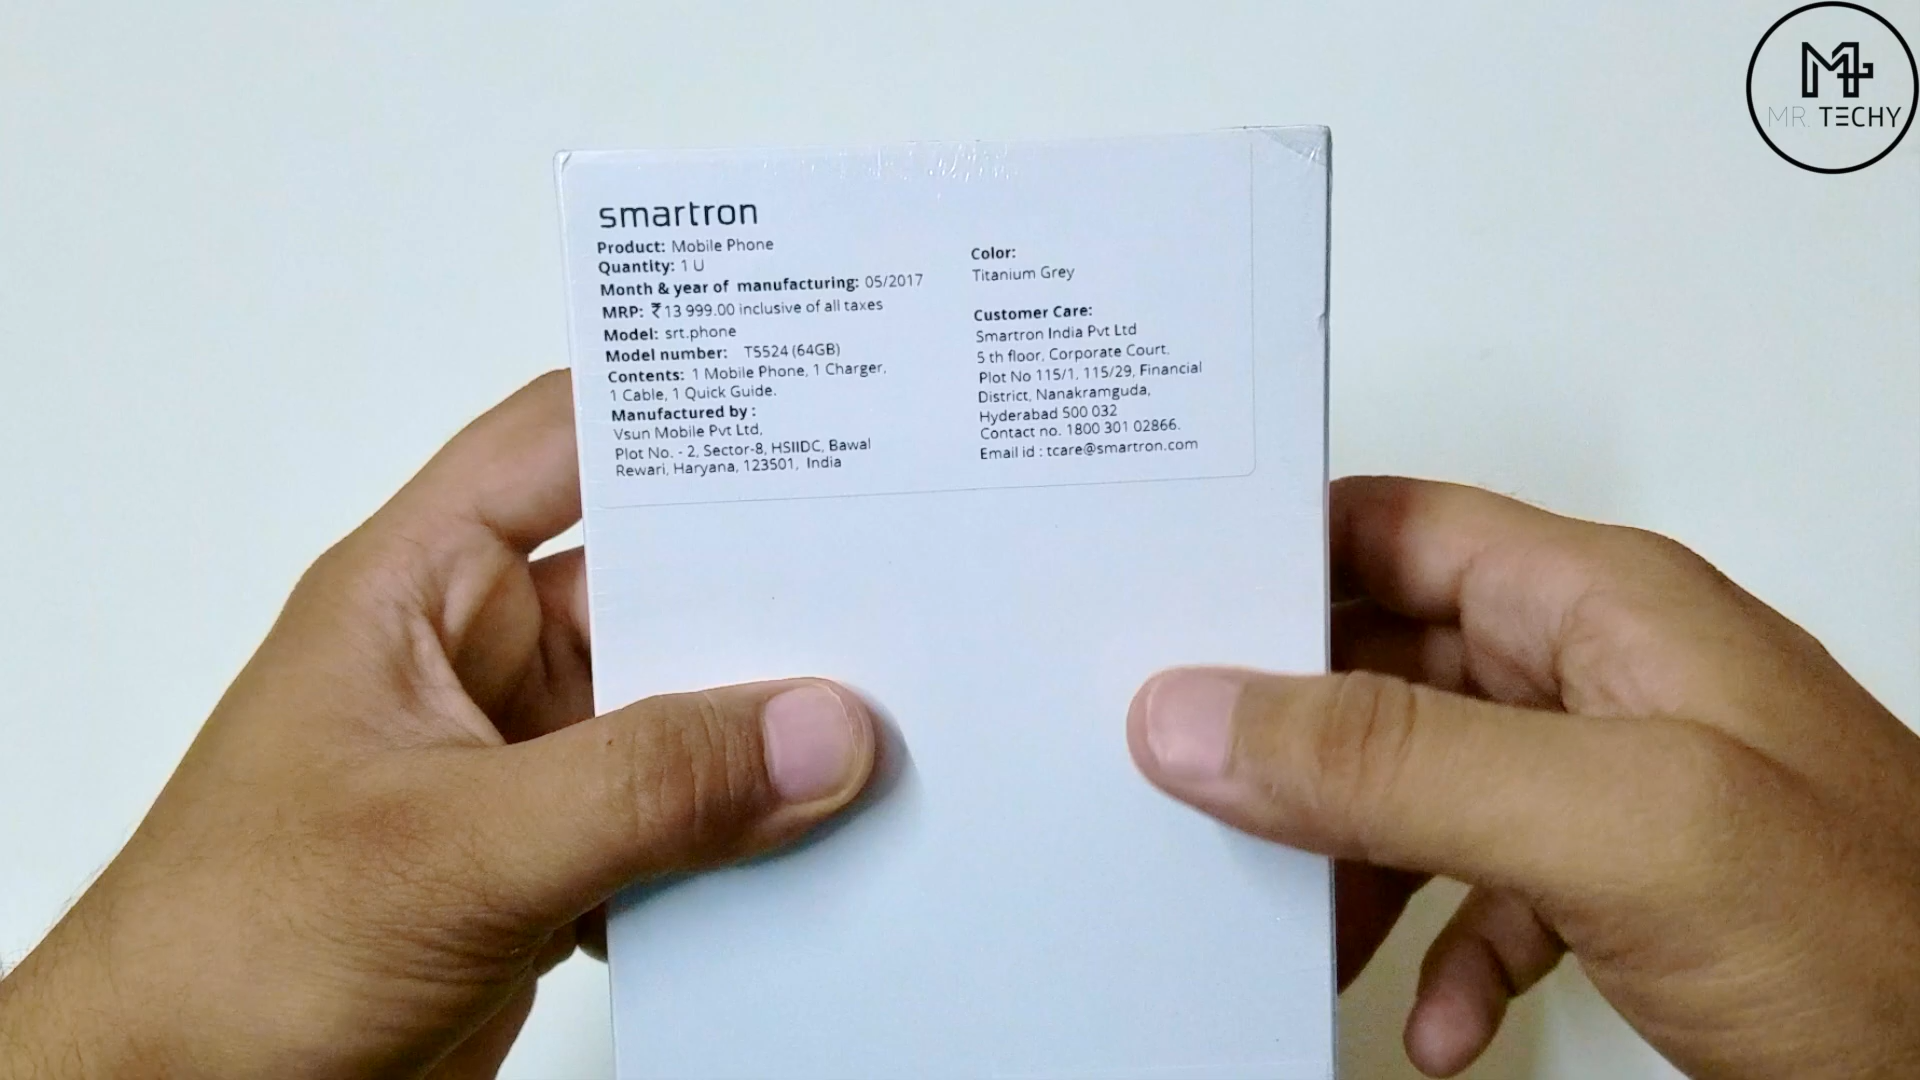 smartron
Product: Mobile Phone
Quantity: 1 U
Month & year of manufacturing: 05/2017
MRP: ₹ 13 999.00 inclusive of all taxes
Model: srt.phone
Model number: T5524 (64GB)
Contents: 1 Mobile Phone, 1 Charger,
1 Cable, 1 Quick Guide.
Manufactured by :
Vsun Mobile Pvt Ltd,
Plot No. - 2, Sector-8, HSIIDC, Bawal
Rewari, Haryana, 123501, India
Color:
Titanium Grey
Customer Care:
Smartron India Pvt Ltd
5 th floor, Corporate Court,
Plot No 115/1, 115/29, Financial
District, Nanakramguda,
Hyderabad 500 032
Contact no. 1800 301 02866.
Email id : tcare@smartron.com
MR. TECHY